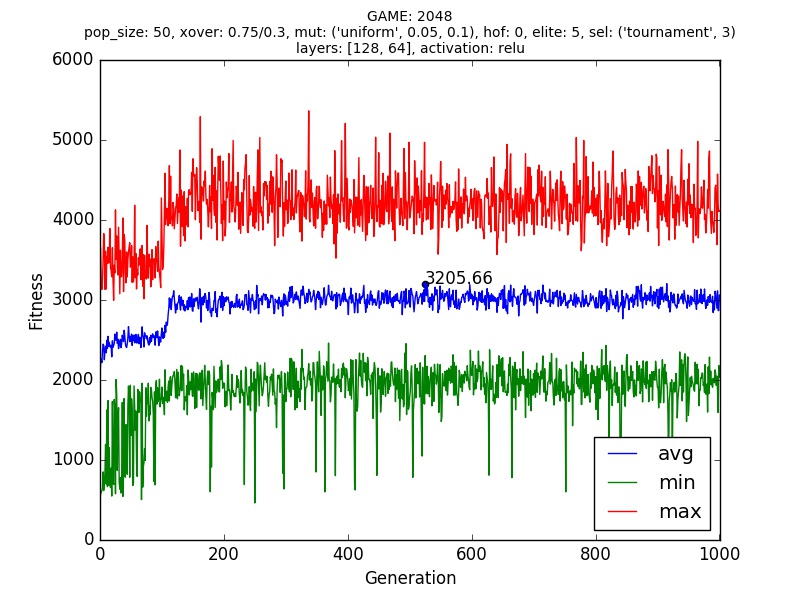 GAME: 2048
pop_size: 50, xover: 0.75/0.3, mut: ('uniform', 0.05, 0.1), hof: 0, elite: 5, sel: ('tournament', 3)
layers: [128, 64], activation: relu
6000
5000
4000
3000
2000
1000
0
Fitness
3205.66
avg
min
max
0
200
400
600
800
1000
Generation